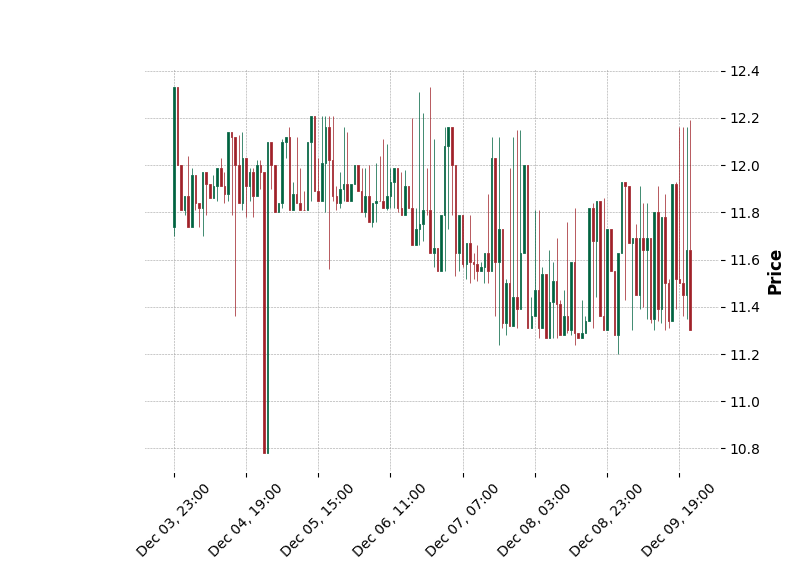 12.4
12.2
12.0
11.8
11.6
11.4
11.2
11.0
10.8
Price
Dec 03, 23:00
Dec 04, 19:00
Dec 05, 15:00
Dec 06, 11:00
Dec 07, 07:00
Dec 08, 03:00
Dec 08, 23:00
Dec 09, 19:00